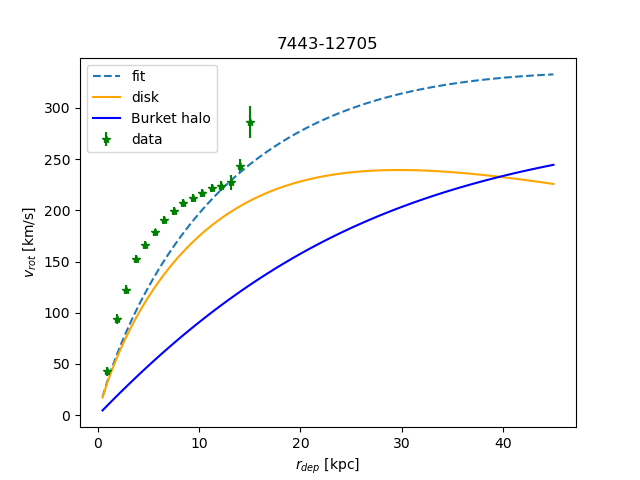 7443-12705
fit
disk
Burket halo
data
v_rot [km/s]
300
250
200
150
100
50
0
0 10 20 30 40
r_dep [kpc]